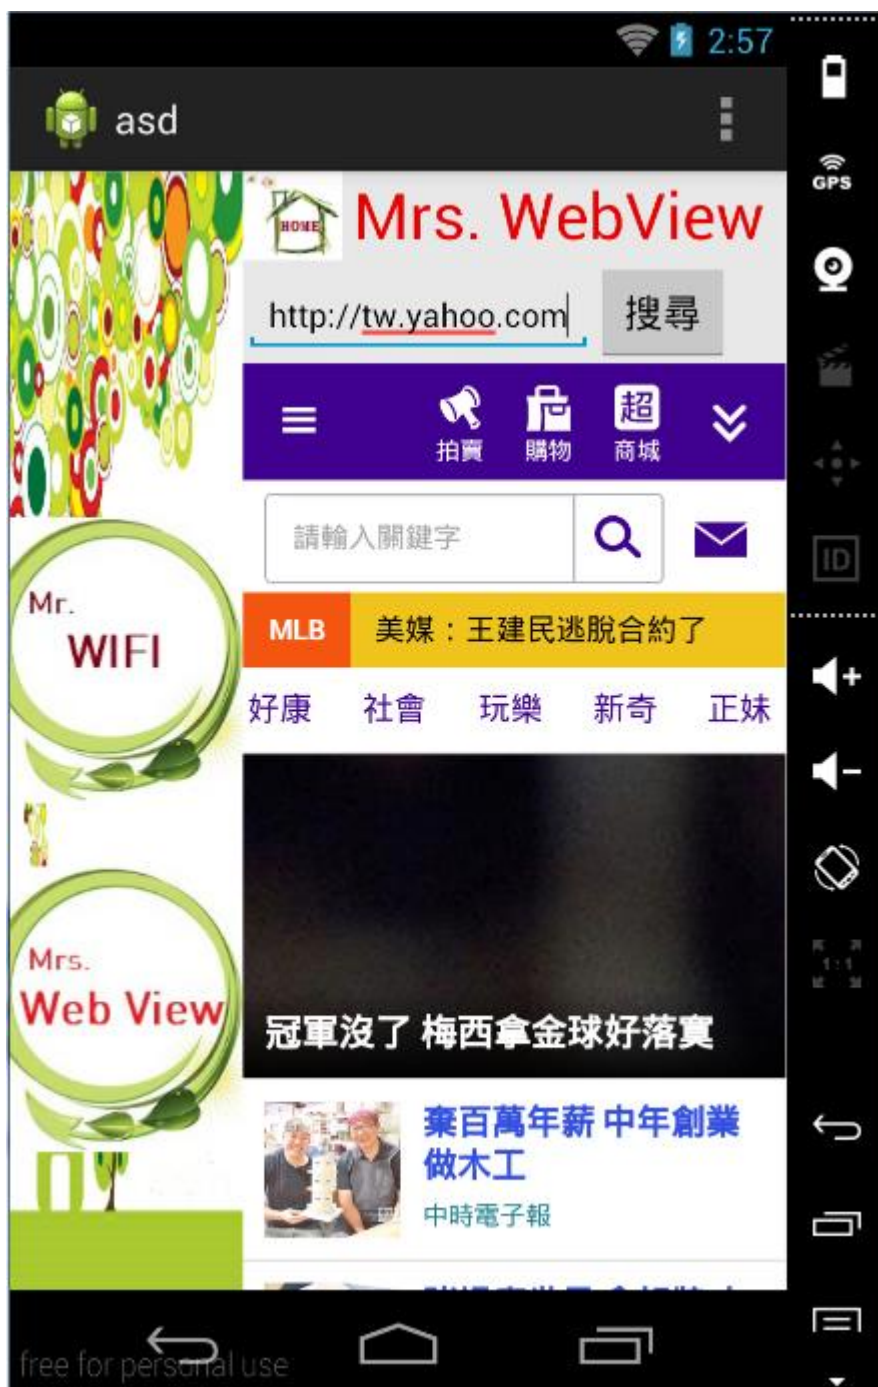 2:57
asd
GPS
HOME
Mrs. WebView
http://tw.yahoo.com
搜尋
超
拍賣 購物 商城
請輸入關鍵字
ID
Mr.
WIFI
MLB 美媒：王建民逃脫合約了
好康 社會 玩樂 新奇 正妹
1:1
Mrs.
Web View
冠軍沒了 梅西拿金球好落寞
棄百萬年薪 中年創業
做木工
中時電子報
free for personal use